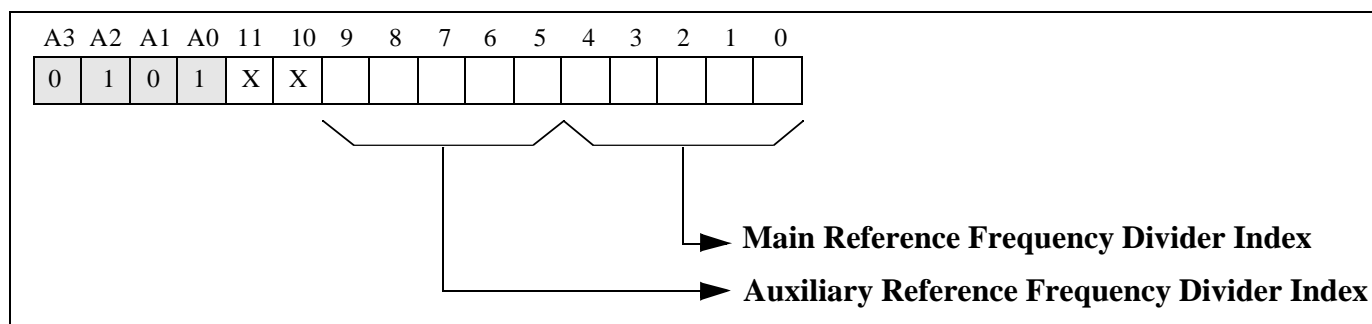 A3 A2 A1 A0 11 10 9 8 7 6 5 4 3 2 1 0
0 1 0 1 X X
Main Reference Frequency Divider Index
Auxiliary Reference Frequency Divider Index